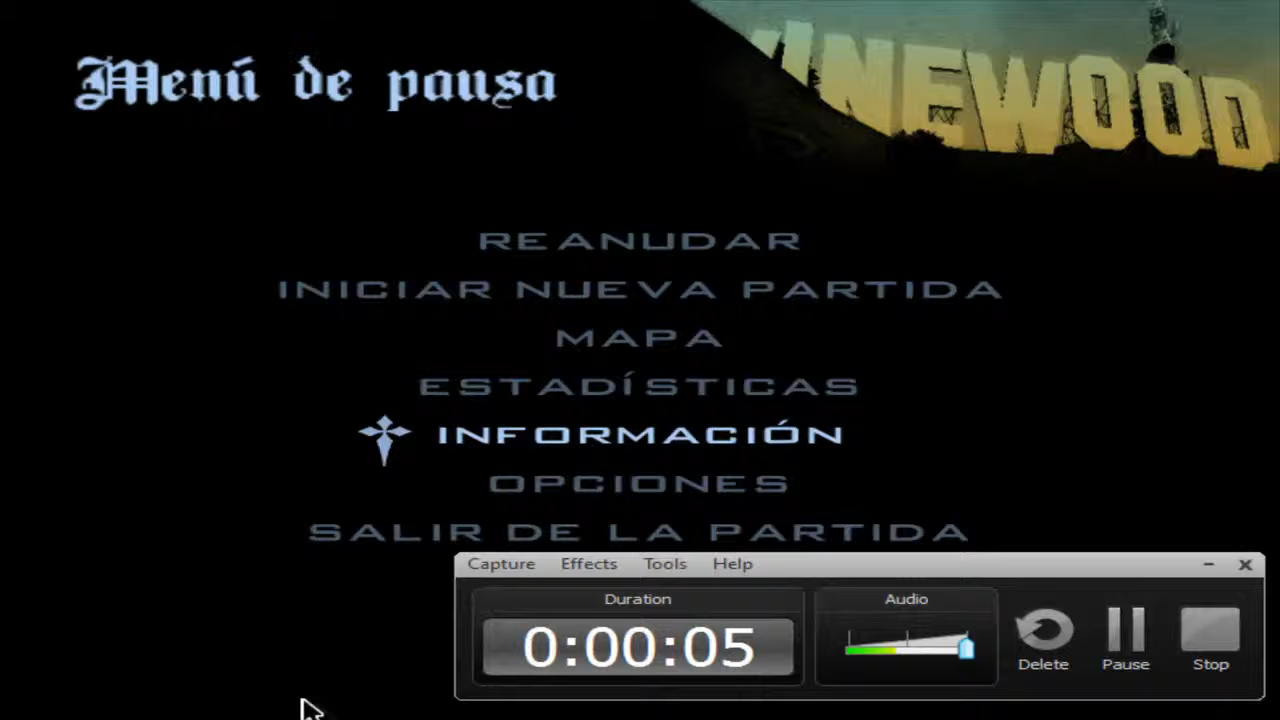 Menú de pausa
INEWOOD
REANUDAR
INICIAR NUEVA PARTIDA
MAPA
ESTADÍSTICAS
INFORMACIÓN
OPCIONES
SALIR DE LA PARTIDA
Capture Effects Tools Help
Duration
Audio
0:00:05
Delete Pause Stop